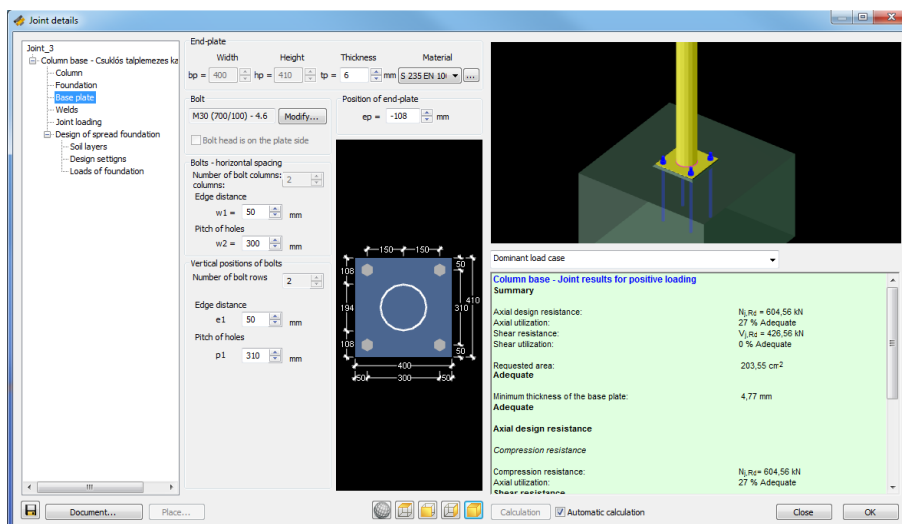 Joint details
Joint_3
Column base - Csuklós talplemezes ka
Column
Foundation
Base plate
Welds
Joint loading
Design of spread foundation
Soil layers
Design settigns
Loads of foundation
End-plate
Width Height Thickness Material
bp = 400 hp = 410 tp = 6 mm S 235 EN 10( ...
Bolt
M30 (700/100) - 4.6 Modify...
Bolt head is on the plate side
Position of end-plate
ep = -108 mm
Bolts - horizontal spacing
Number of bolt columns: 2
columns:
Edge distance
w1 = 50 mm
Pitch of holes
w2 = 300 mm
Vertical positions of bolts
Number of bolt rows 2
Edge distance
e1 50 mm
Pitch of holes
p1 310 mm
150 150
108 50
194 310 410
108 50
400
50 300 50
Dominant load case
Column base - Joint results for positive loading
Summary
Axial design resistance: Nj,Rd = 604,56 kN
Axial utilization: 27 % Adequate
Shear resistance: Vj,Rd = 426,56 kN
Shear utilization: 0 % Adequate
Requested area: 203,55 cm2
Adequate
Minimum thickness of the base plate: 4,77 mm
Adequate
Axial design resistance
Compression resistance
Compression resistance: Nj,Rd= 604,56 kN
Axial utilization: 27 % Adequate
Shear resistance
Document... Place... Calculation Automatic calculation Close OK